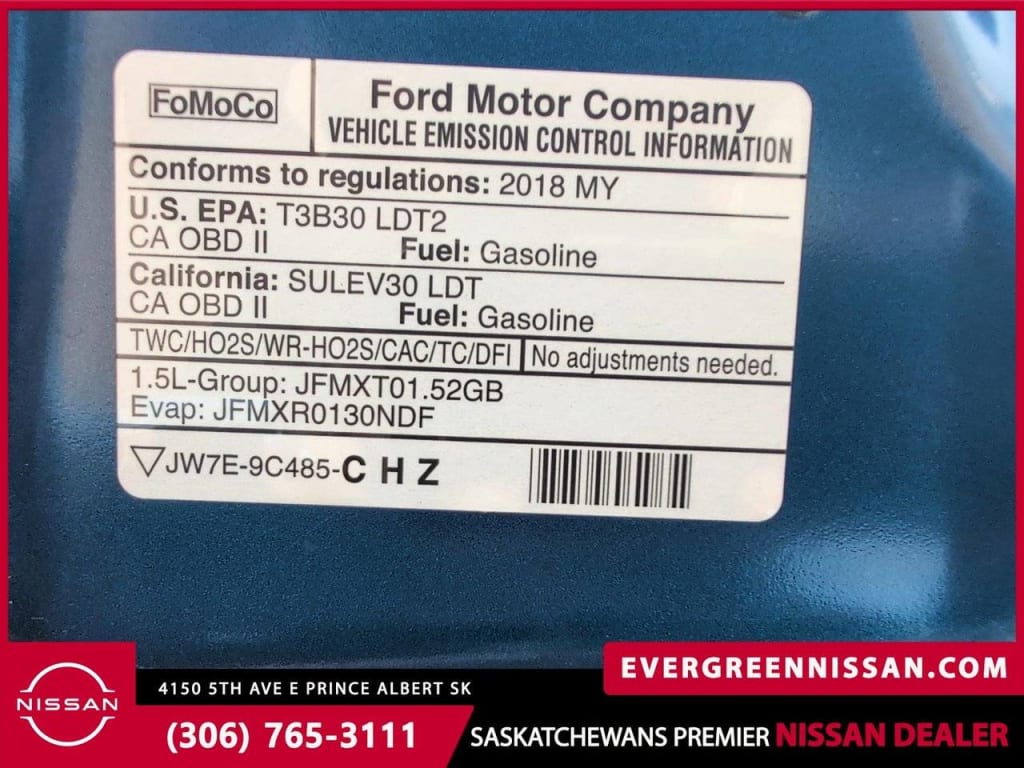 FoMoCo
Ford Motor Company
VEHICLE EMISSION CONTROL INFORMATION
Conforms to regulations: 2018 MY
U.S. EPA: T3B30 LDT2
CA OBD II Fuel: Gasoline
California: SULEV30 LDT
CA OBD II Fuel: Gasoline
TWC/HO2S/WR-HO2S/CAC/TC/DFI No adjustments needed.
1.5L-Group: JFMXT01.52GB
Evap: JFMXR0130NDF
JW7E-9C485-C H Z
EVERGREENNISSAN.COM
NISSAN
4150 5TH AVE E PRINCE ALBERT SK
(306) 765-3111
SASKATCHEWANS PREMIER NISSAN DEALER